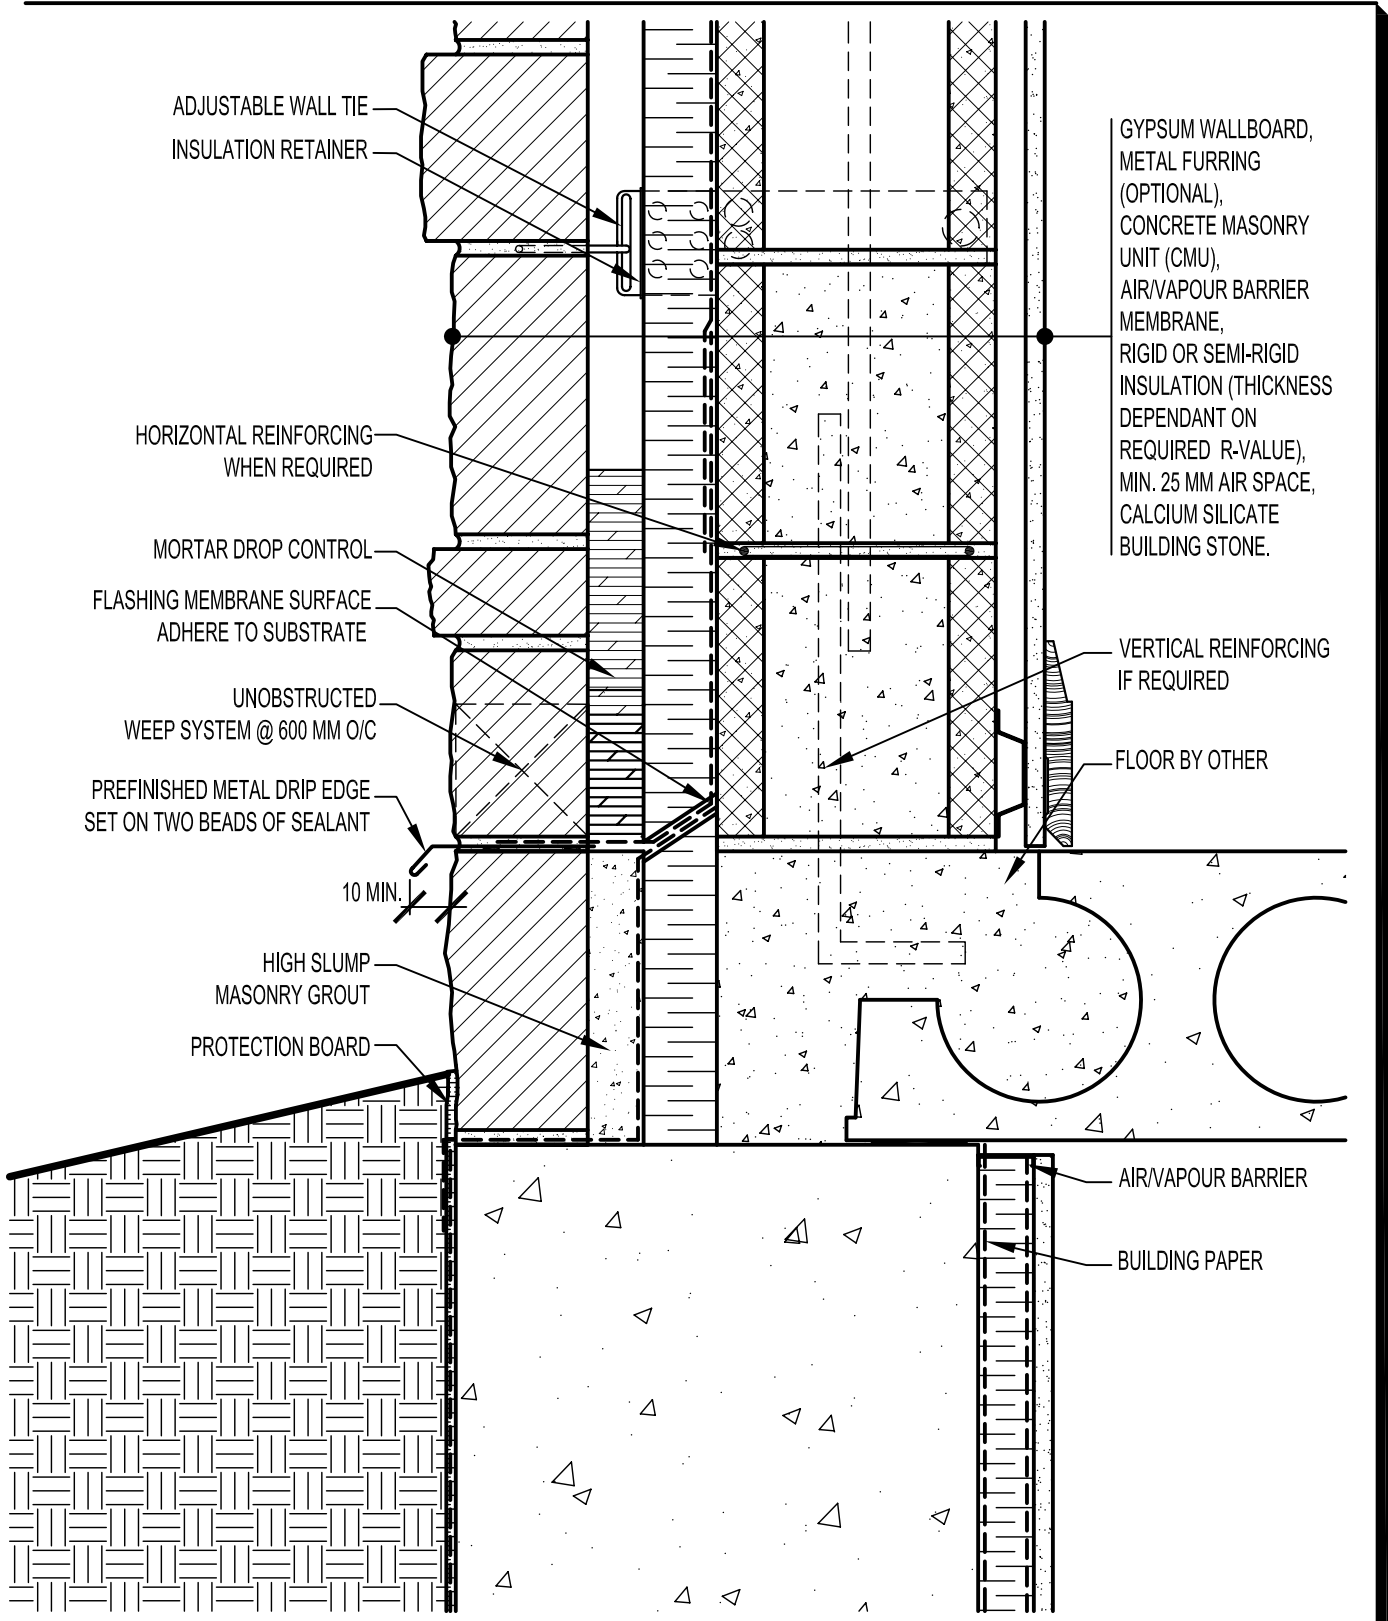 ADJUSTABLE WALL TIE
INSULATION RETAINER
HORIZONTAL REINFORCING
WHEN REQUIRED
MORTAR DROP CONTROL
FLASHING MEMBRANE SURFACE
ADHERE TO SUBSTRATE
UNOBSTRUCTED
WEEP SYSTEM @ 600 MM O/C
PREFINISHED METAL DRIP EDGE
SET ON TWO BEADS OF SEALANT
10 MIN.
HIGH SLUMP
MASONRY GROUT
PROTECTION BOARD
GYPSUM WALLBOARD,
METAL FURRING
(OPTIONAL),
CONCRETE MASONRY
UNIT (CMU),
AIR/VAPOUR BARRIER
MEMBRANE,
RIGID OR SEMI-RIGID
INSULATION (THICKNESS
DEPENDANT ON
REQUIRED R-VALUE),
MIN. 25 MM AIR SPACE,
CALCIUM SILICATE
BUILDING STONE.
VERTICAL REINFORCING
IF REQUIRED
FLOOR BY OTHER
AIR/VAPOUR BARRIER
BUILDING PAPER